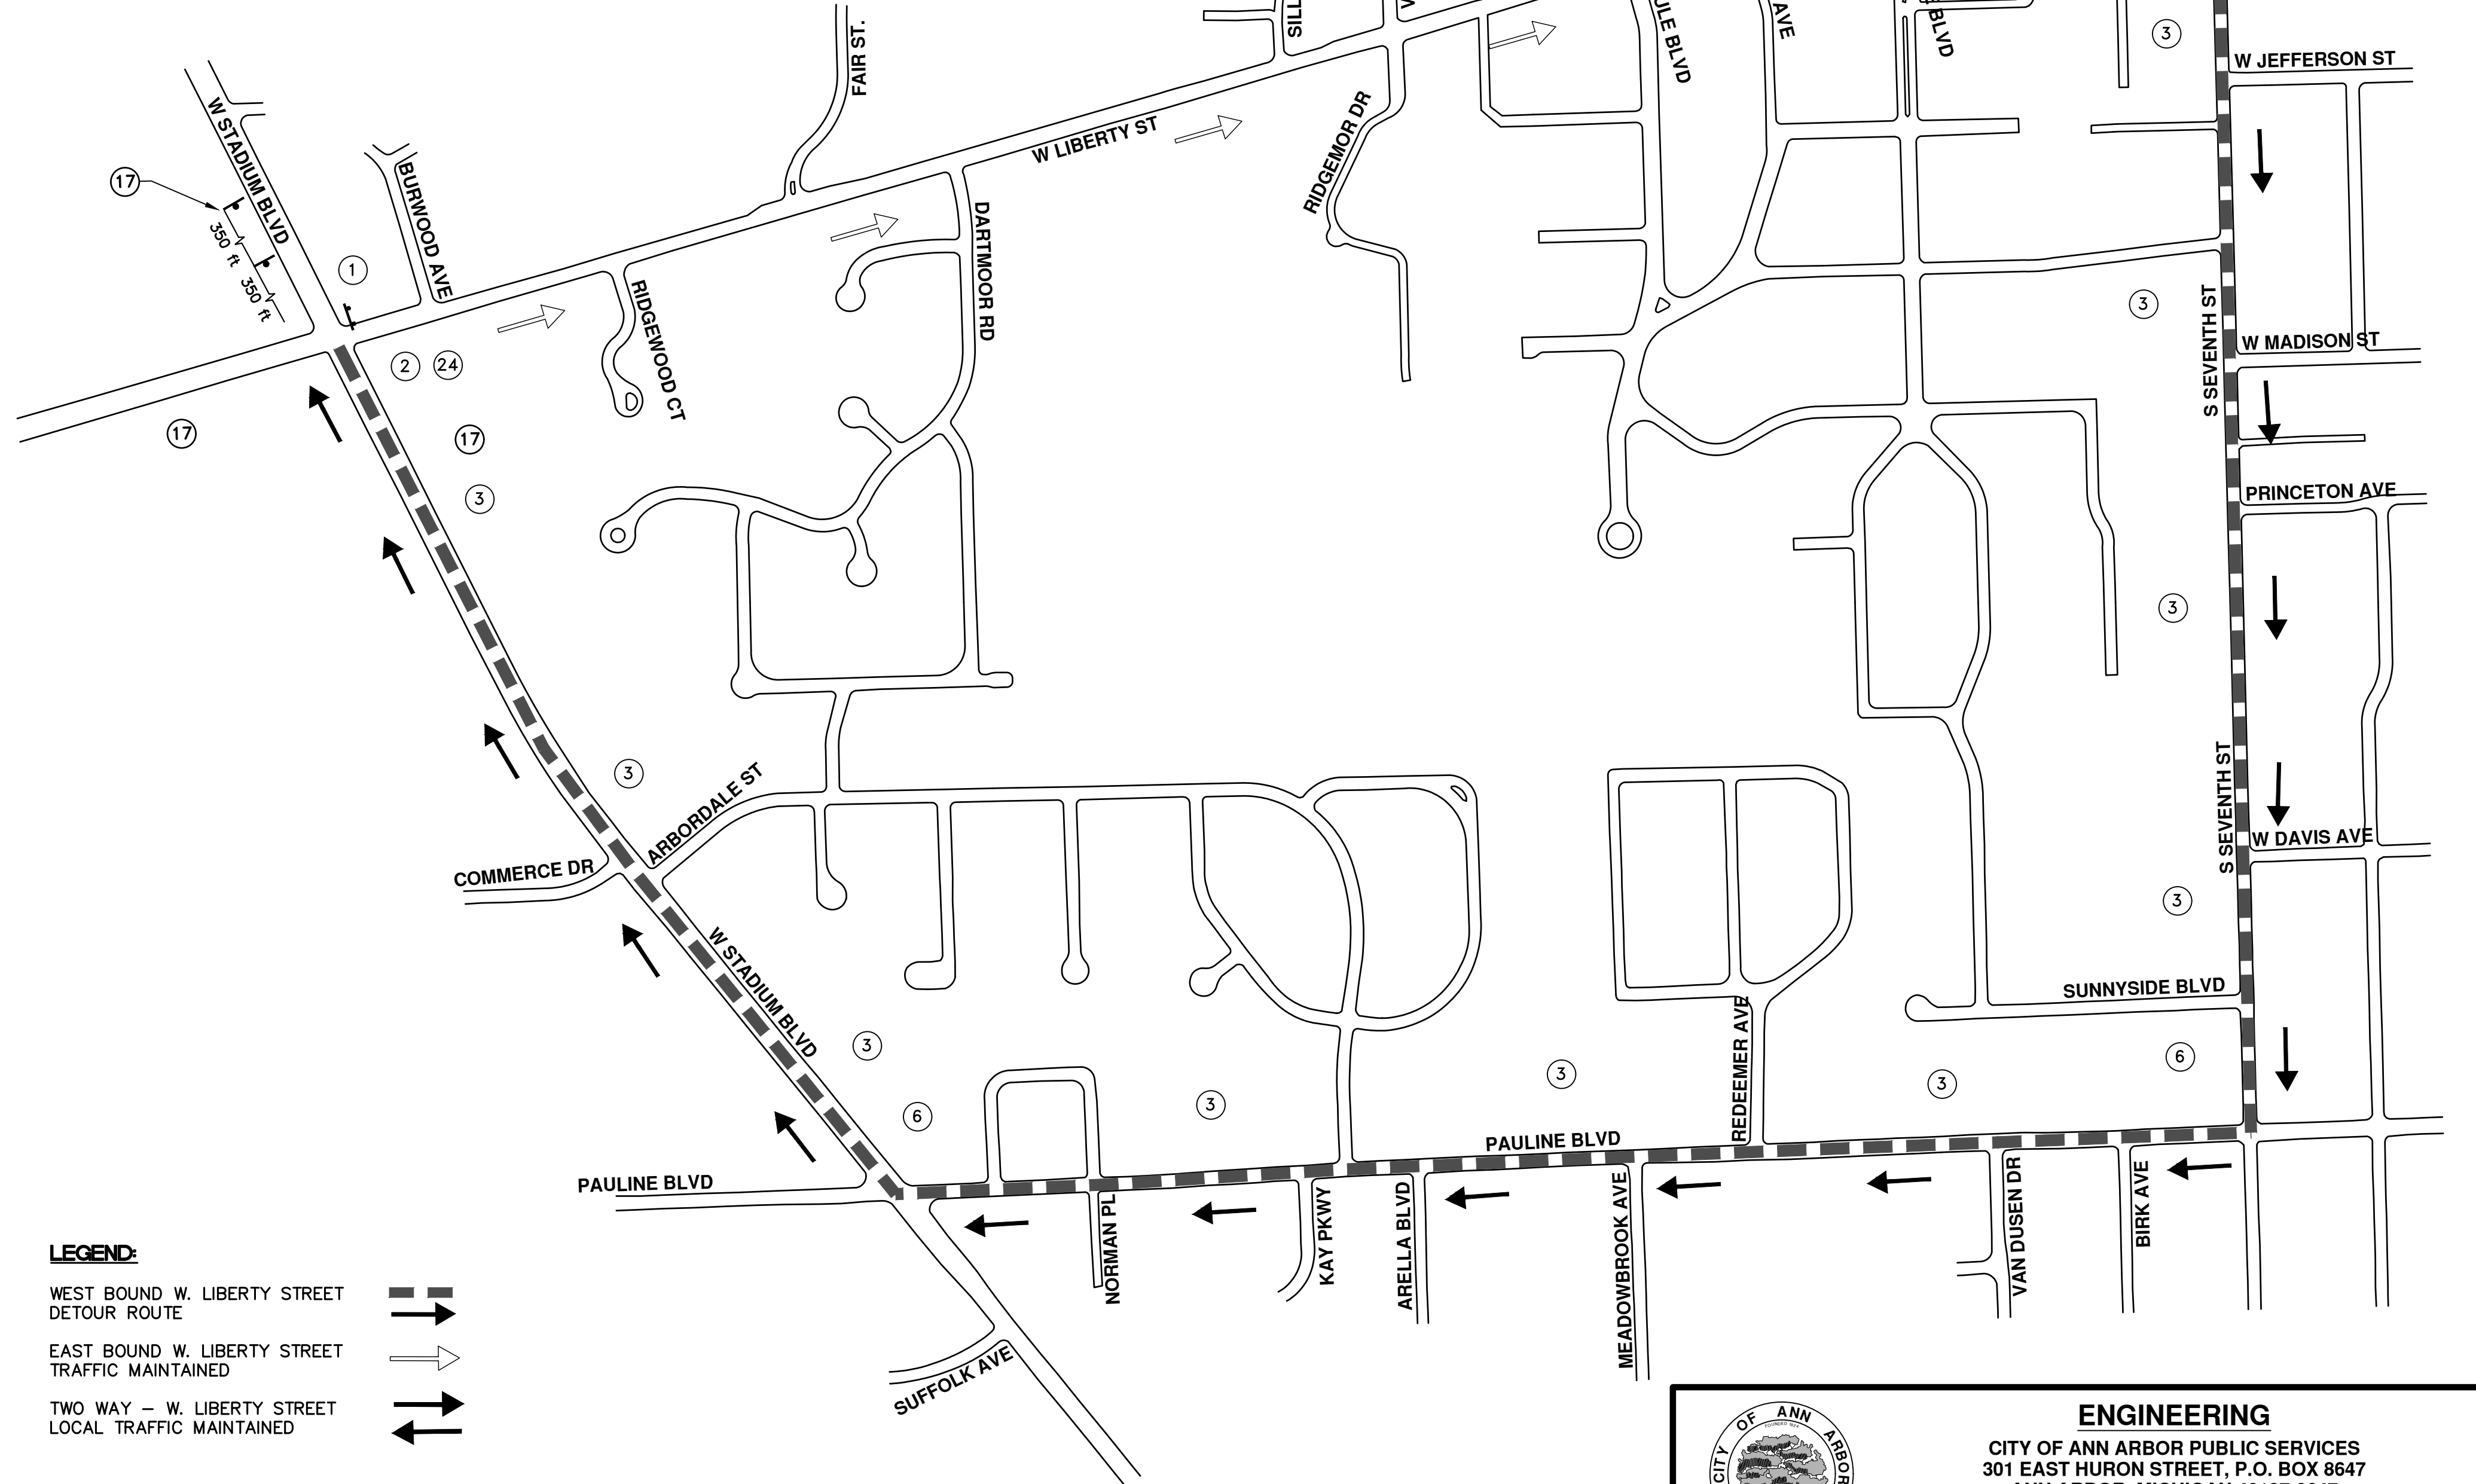 FAIR ST.
BLVD
AVE
BLVD
3
W JEFFERSON ST
W STADIUM BLVD
17
350 ft
350 ft
1
BURWOOD AVE
W LIBERTY ST
RIDGEMOR DR
DARTMOOR RD
RIDGEWOOD CT
3
S SEVENTH ST
W MADISON ST
2
24
17
17
3
PRINCETON AVE
3
3
ARBORDALE ST
COMMERCE DR
S SEVENTH ST
W DAVIS AVE
3
W STADIUM BLVD
SUNNYSIDE BLVD
REDEEMER AVE
3
6
3
3
3
6
PAULINE BLVD
PAULINE BLVD
NORMAN PL
KAY PKWY
ARELLA BLVD
MEADOWBROOK AVE
VAN DUSEN DR
BIRK AVE
SUFFOLK AVE
LEGEND:
WEST BOUND W. LIBERTY STREET
DETOUR ROUTE
EAST BOUND W. LIBERTY STREET
TRAFFIC MAINTAINED
TWO WAY – W. LIBERTY STREET
LOCAL TRAFFIC MAINTAINED
CITY OF ANN ARBOR
ENGINEERING
CITY OF ANN ARBOR PUBLIC SERVICES
301 EAST HURON STREET, P.O. BOX 8647